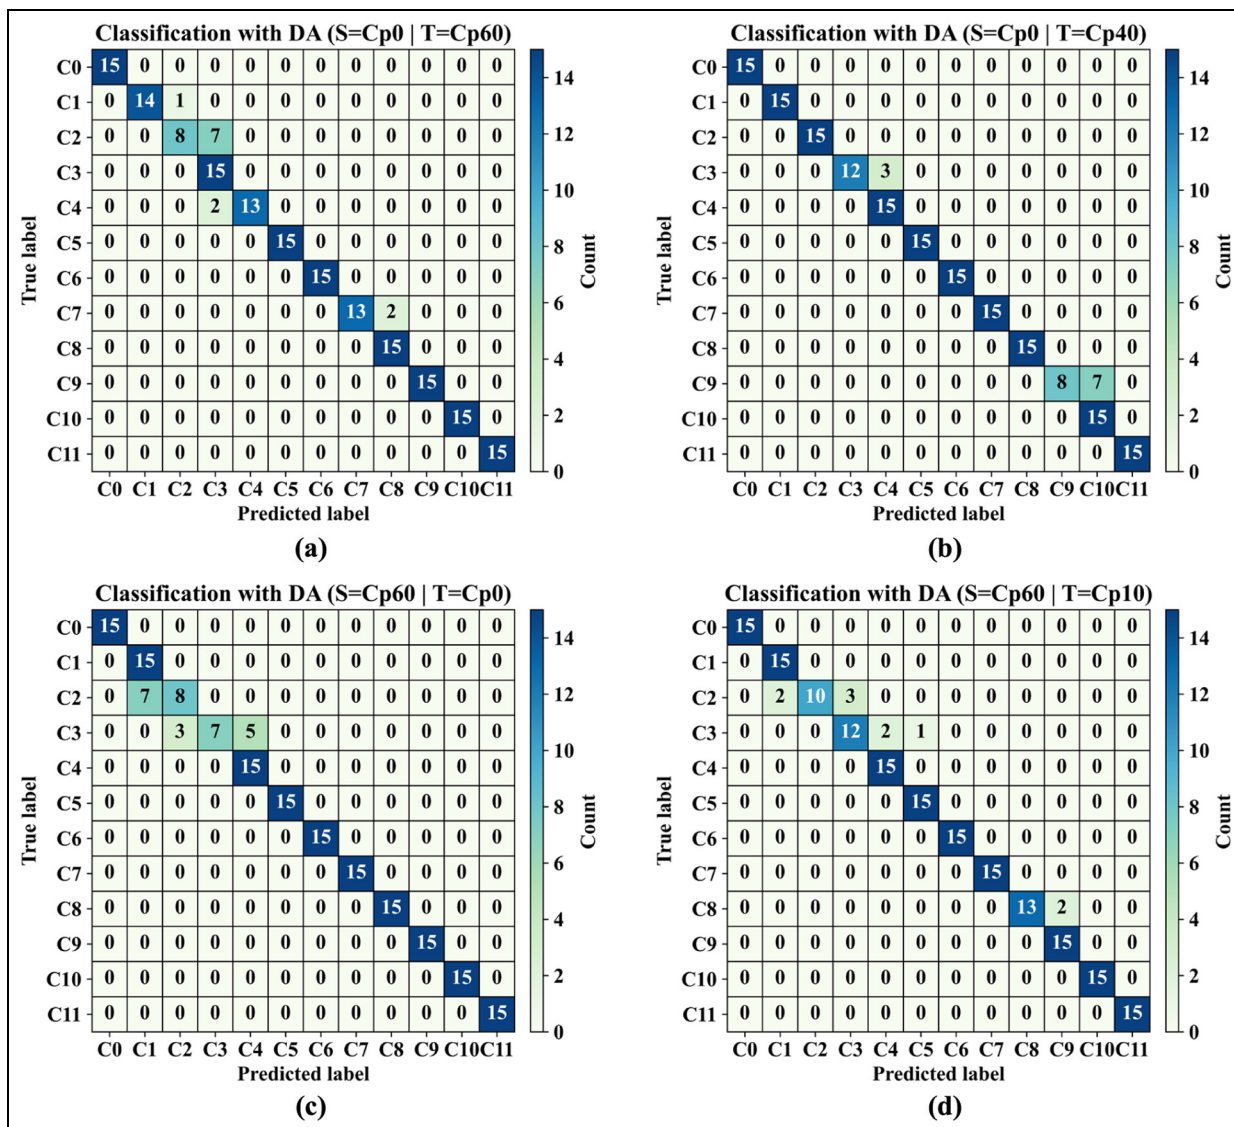 Classification with DA (S=Cp0 | T=Cp60)
C0 15 0 0 0 0 0 0 0 0 0 0 0
C1 0 14 1 0 0 0 0 0 0 0 0 0
C2 0 0 8 7 0 0 0 0 0 0 0 0
C3 0 0 0 15 0 0 0 0 0 0 0 0
C4 0 0 0 2 13 0 0 0 0 0 0 0
C5 0 0 0 0 0 15 0 0 0 0 0 0
C6 0 0 0 0 0 0 15 0 0 0 0 0
C7 0 0 0 0 0 0 0 13 2 0 0 0
C8 0 0 0 0 0 0 0 0 15 0 0 0
C9 0 0 0 0 0 0 0 0 0 15 0 0
C10 0 0 0 0 0 0 0 0 0 0 15 0
C11 0 0 0 0 0 0 0 0 0 0 0 15
C0 C1 C2 C3 C4 C5 C6 C7 C8 C9 C10 C11
Predicted label
True label
14
12
10
8
6
4
2
0
Count
(a)
Classification with DA (S=Cp0 | T=Cp40)
C0 15 0 0 0 0 0 0 0 0 0 0 0
C1 0 15 0 0 0 0 0 0 0 0 0 0
C2 0 0 15 0 0 0 0 0 0 0 0 0
C3 0 0 0 12 3 0 0 0 0 0 0 0
C4 0 0 0 0 15 0 0 0 0 0 0 0
C5 0 0 0 0 0 15 0 0 0 0 0 0
C6 0 0 0 0 0 0 15 0 0 0 0 0
C7 0 0 0 0 0 0 0 15 0 0 0 0
C8 0 0 0 0 0 0 0 0 15 0 0 0
C9 0 0 0 0 0 0 0 0 0 8 7 0
C10 0 0 0 0 0 0 0 0 0 0 15 0
C11 0 0 0 0 0 0 0 0 0 0 0 15
C0 C1 C2 C3 C4 C5 C6 C7 C8 C9 C10 C11
Predicted label
True label
14
12
10
8
6
4
2
0
Count
(b)
Classification with DA (S=Cp60 | T=Cp0)
C0 15 0 0 0 0 0 0 0 0 0 0 0
C1 0 15 0 0 0 0 0 0 0 0 0 0
C2 0 7 8 0 0 0 0 0 0 0 0 0
C3 0 0 3 7 5 0 0 0 0 0 0 0
C4 0 0 0 0 15 0 0 0 0 0 0 0
C5 0 0 0 0 0 15 0 0 0 0 0 0
C6 0 0 0 0 0 0 15 0 0 0 0 0
C7 0 0 0 0 0 0 0 15 0 0 0 0
C8 0 0 0 0 0 0 0 0 15 0 0 0
C9 0 0 0 0 0 0 0 0 0 15 0 0
C10 0 0 0 0 0 0 0 0 0 0 15 0
C11 0 0 0 0 0 0 0 0 0 0 0 15
C0 C1 C2 C3 C4 C5 C6 C7 C8 C9 C10 C11
Predicted label
True label
14
12
10
8
6
4
2
0
Count
(c)
Classification with DA (S=Cp60 | T=Cp10)
C0 15 0 0 0 0 0 0 0 0 0 0 0
C1 0 15 0 0 0 0 0 0 0 0 0 0
C2 0 2 10 3 0 0 0 0 0 0 0 0
C3 0 0 0 12 2 1 0 0 0 0 0 0
C4 0 0 0 0 15 0 0 0 0 0 0 0
C5 0 0 0 0 0 15 0 0 0 0 0 0
C6 0 0 0 0 0 0 15 0 0 0 0 0
C7 0 0 0 0 0 0 0 15 0 0 0 0
C8 0 0 0 0 0 0 0 0 13 2 0 0
C9 0 0 0 0 0 0 0 0 0 15 0 0
C10 0 0 0 0 0 0 0 0 0 0 15 0
C11 0 0 0 0 0 0 0 0 0 0 0 15
C0 C1 C2 C3 C4 C5 C6 C7 C8 C9 C10 C11
Predicted label
True label
14
12
10
8
6
4
2
0
Count
(d)